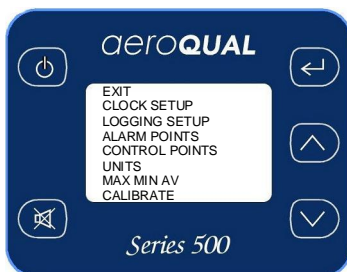 aeroQUAL
EXIT
CLOCK SETUP
LOGGING SETUP
ALARM POINTS
CONTROL POINTS
UNITS
MAX MIN AV
CALIBRATE
Series 500